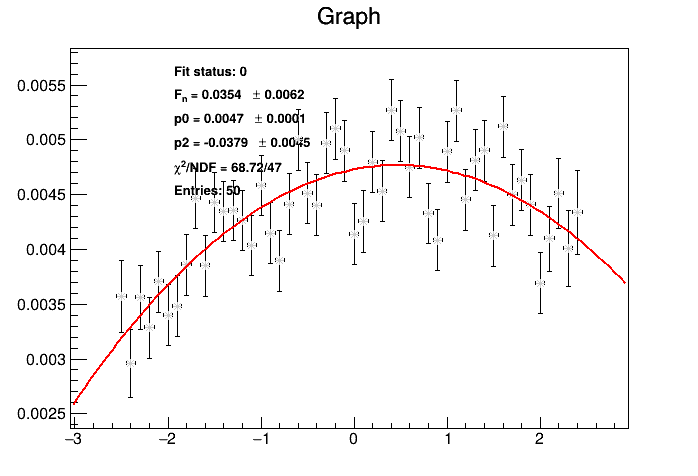 Graph
Fit status: 0
Fn = 0.0354 ± 0.0062
p0 = 0.0047 ± 0.0001
p2 = -0.0379 ± 0.0045
χ²/NDF = 68.72/47
Entries: 50
0.0055
0.005
0.0045
0.004
0.0035
0.003
0.0025
−3 −2 −1 0 1 2